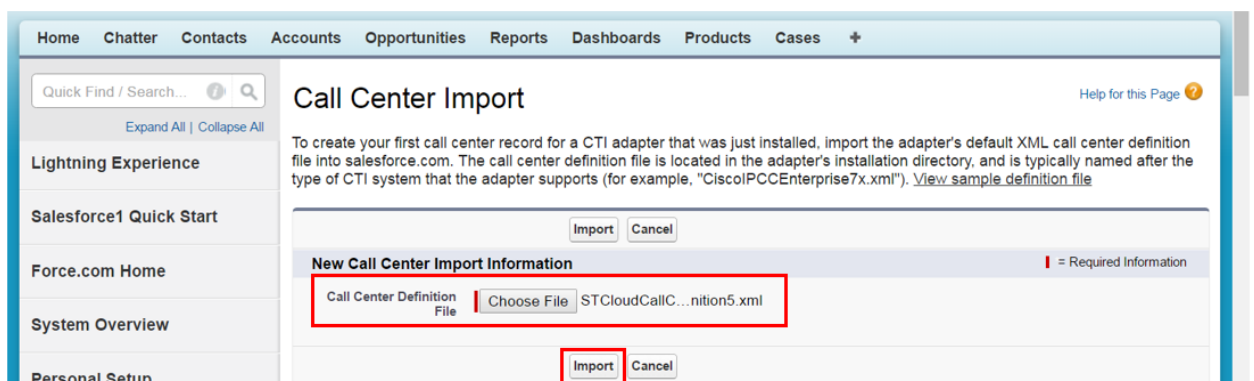 Home Chatter Contacts Accounts Opportunities Reports Dashboards Products Cases +
Quick Find / Search...
Expand All | Collapse All
Lightning Experience
Salesforce1 Quick Start
Force.com Home
System Overview
Personal Setup
Call Center Import
Help for this Page ?
To create your first call center record for a CTI adapter that was just installed, import the adapter's default XML call center definition
file into salesforce.com. The call center definition file is located in the adapter's installation directory, and is typically named after the
type of CTI system that the adapter supports (for example, "CiscoIPCCEnterprise7x.xml"). View sample definition file
Import Cancel
New Call Center Import Information
= Required Information
Call Center Definition
File
Choose File STCloudCallC...nition5.xml
Import Cancel